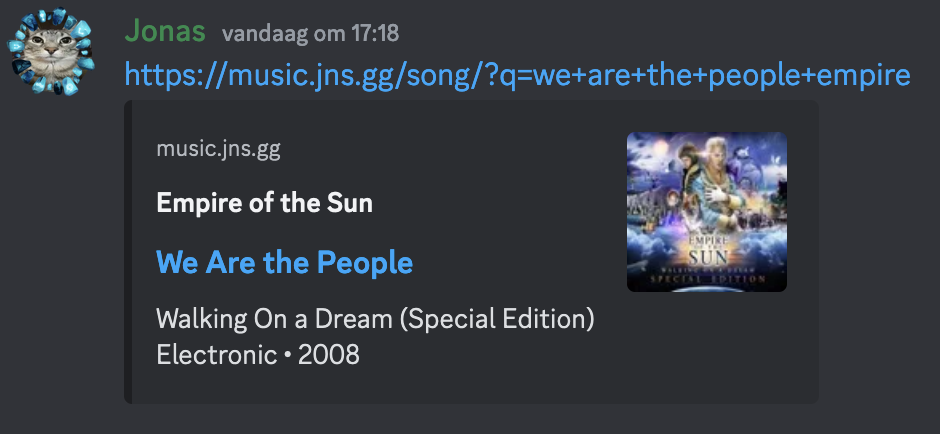 Jonas vandaag om 17:18
https://music.jns.gg/song/?q=we+are+the+people+empire
music.jns.gg
Empire of the Sun
We Are the People
Walking On a Dream (Special Edition)
Electronic • 2008
EMPIRE
OF THE
SUN
WALKING ON A DREAM
SPECIAL EDITION